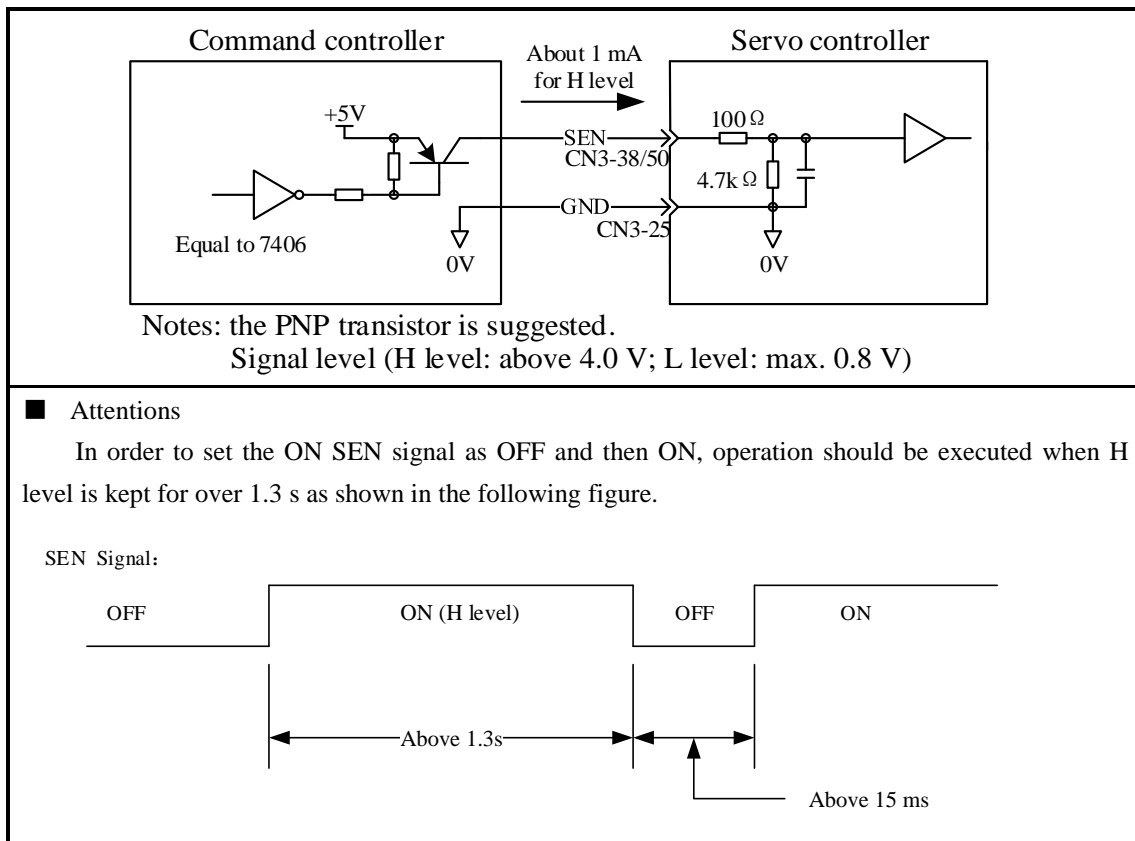 Command controller
About 1 mA
for H level
Servo controller
+5V
SEN
CN3-38/50
100Ω
4.7kΩ
GND
CN3-25
Equal to 7406
0V
0V
Notes: the PNP transistor is suggested.
Signal level (H level: above 4.0 V; L level: max. 0.8 V)
■ Attentions
In order to set the ON SEN signal as OFF and then ON, operation should be executed when H
level is kept for over 1.3 s as shown in the following figure.
SEN Signal:
OFF
ON (H level)
OFF
ON
Above 1.3s
Above 15 ms